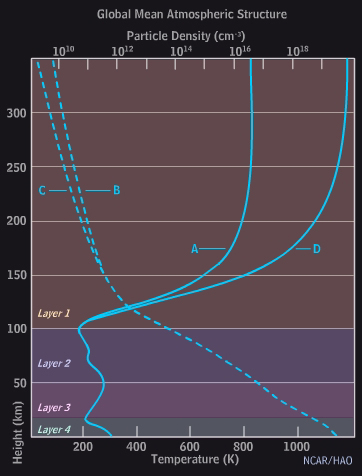 Global Mean Atmospheric Structure
Particle Density (cm⁻³)
10¹⁰ 10¹² 10¹⁴ 10¹⁶ 10¹⁸
300
250
C B
200
A D
150
Layer 1
100
Layer 2
50
Layer 3
Layer 4
Height (km)
200 400 600 800 1000
Temperature (K)
NCAR/HAO